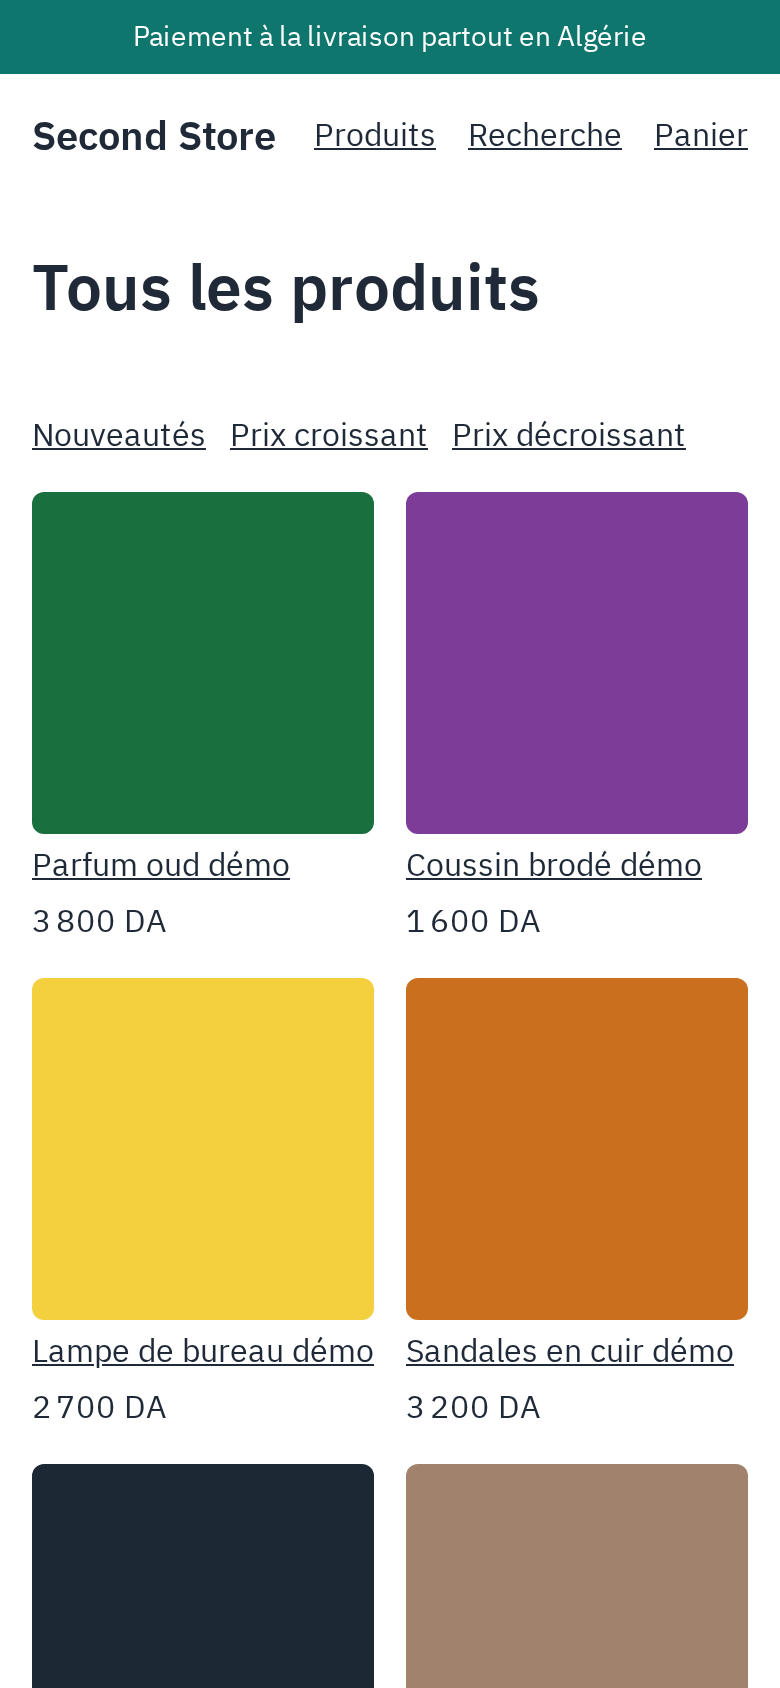 Paiement à la livraison partout en Algérie
Second Store Produits Recherche Panier
Tous les produits
Nouveautés Prix croissant Prix décroissant
Parfum oud démo Coussin brodé démo
3 800 DA 1 600 DA
Lampe de bureau démo Sandales en cuir démo
2 700 DA 3 200 DA